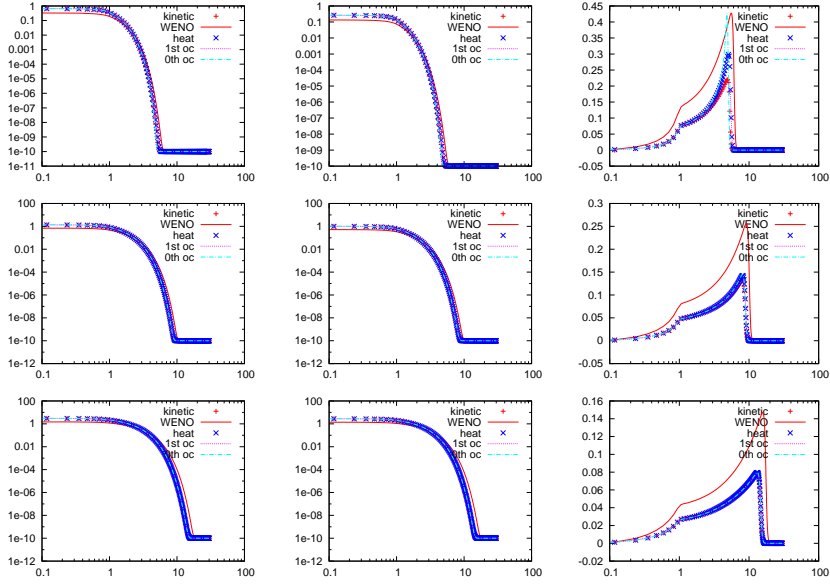 1
0.1
0.01
0.001
0.0001
1e-05
1e-06
1e-07
1e-08
1e-09
1e-10
1e-11
0.1
1
10
100
kinetic
WENO
heat
1st oc
0th oc
1
0.1
0.01
0.001
0.0001
1e-05
1e-06
1e-07
1e-08
1e-09
1e-10
0.1
1
10
100
kinetic
WENO
heat
1st oc
0th oc
0.45
0.4
0.35
0.3
0.25
0.2
0.15
0.1
0.05
0
-0.05
0.1
1
10
100
kinetic
WENO
heat
1st oc
0th oc
100
1
0.01
1e-04
1e-06
1e-08
1e-10
1e-12
0.1
1
10
100
kinetic
WENO
heat
1st oc
0th oc
100
1
0.01
1e-04
1e-06
1e-08
1e-10
1e-12
0.1
1
10
100
kinetic
WENO
heat
1st oc
0th oc
0.3
0.25
0.2
0.15
0.1
0.05
0
-0.05
0.1
1
10
100
kinetic
WENO
heat
1st oc
0th oc
100
1
0.01
1e-04
1e-06
1e-08
1e-10
1e-12
0.1
1
10
100
kinetic
WENO
heat
1st oc
0th oc
100
1
0.01
1e-04
1e-06
1e-08
1e-10
1e-12
0.1
1
10
100
kinetic
WENO
heat
1st oc
0th oc
0.16
0.14
0.12
0.1
0.08
0.06
0.04
0.02
0
-0.02
0.1
1
10
100
kinetic
WENO
heat
1st oc
0th oc